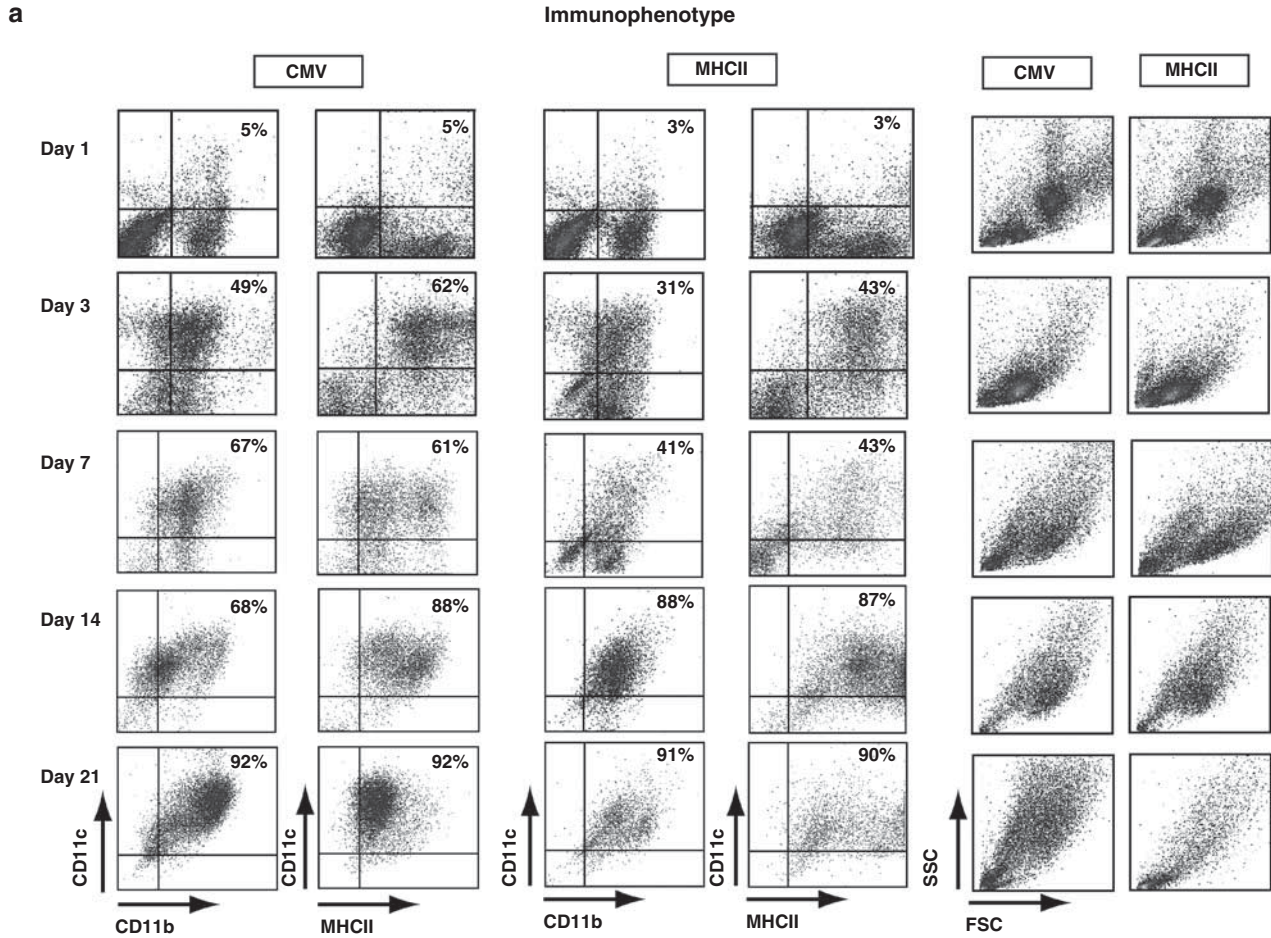 a
Immunophenotype
CMV MHCII CMV MHCII
Day 1 5% 5% 3% 3%
Day 3 49% 62% 31% 43%
Day 7 67% 61% 41% 43%
Day 14 68% 88% 88% 87%
Day 21 92% 92% 91% 90%
CD11c CD11c CD11c CD11c SSC
CD11b MHCII CD11b MHCII FSC